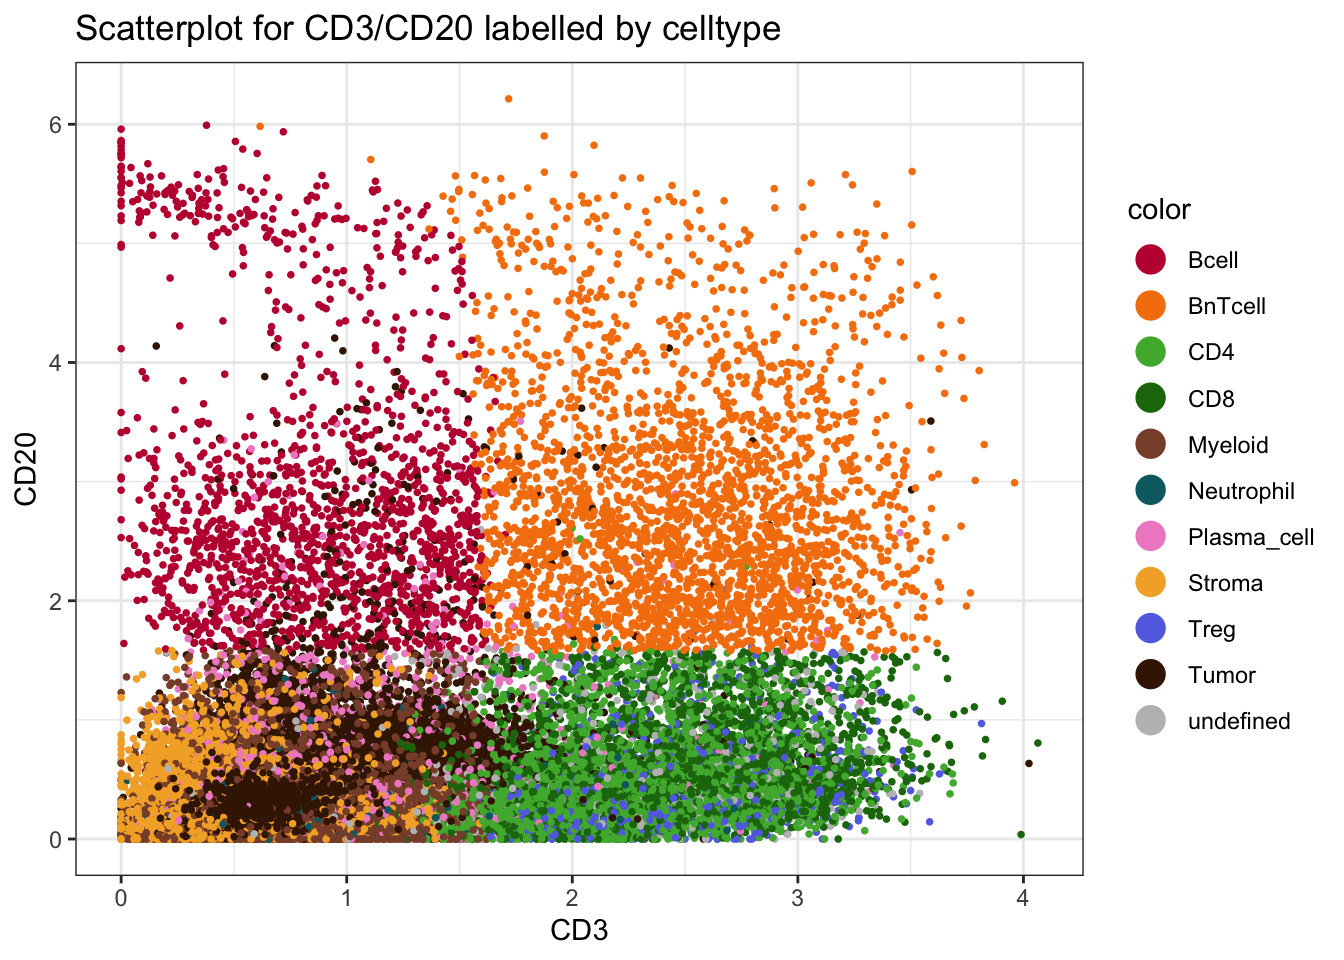 Scatterplot for CD3/CD20 labelled by celltype
6
4
2
0
CD20
0 1 2 3 4
CD3
color
Bcell
BnTcell
CD4
CD8
Myeloid
Neutrophil
Plasma_cell
Stroma
Treg
Tumor
undefined